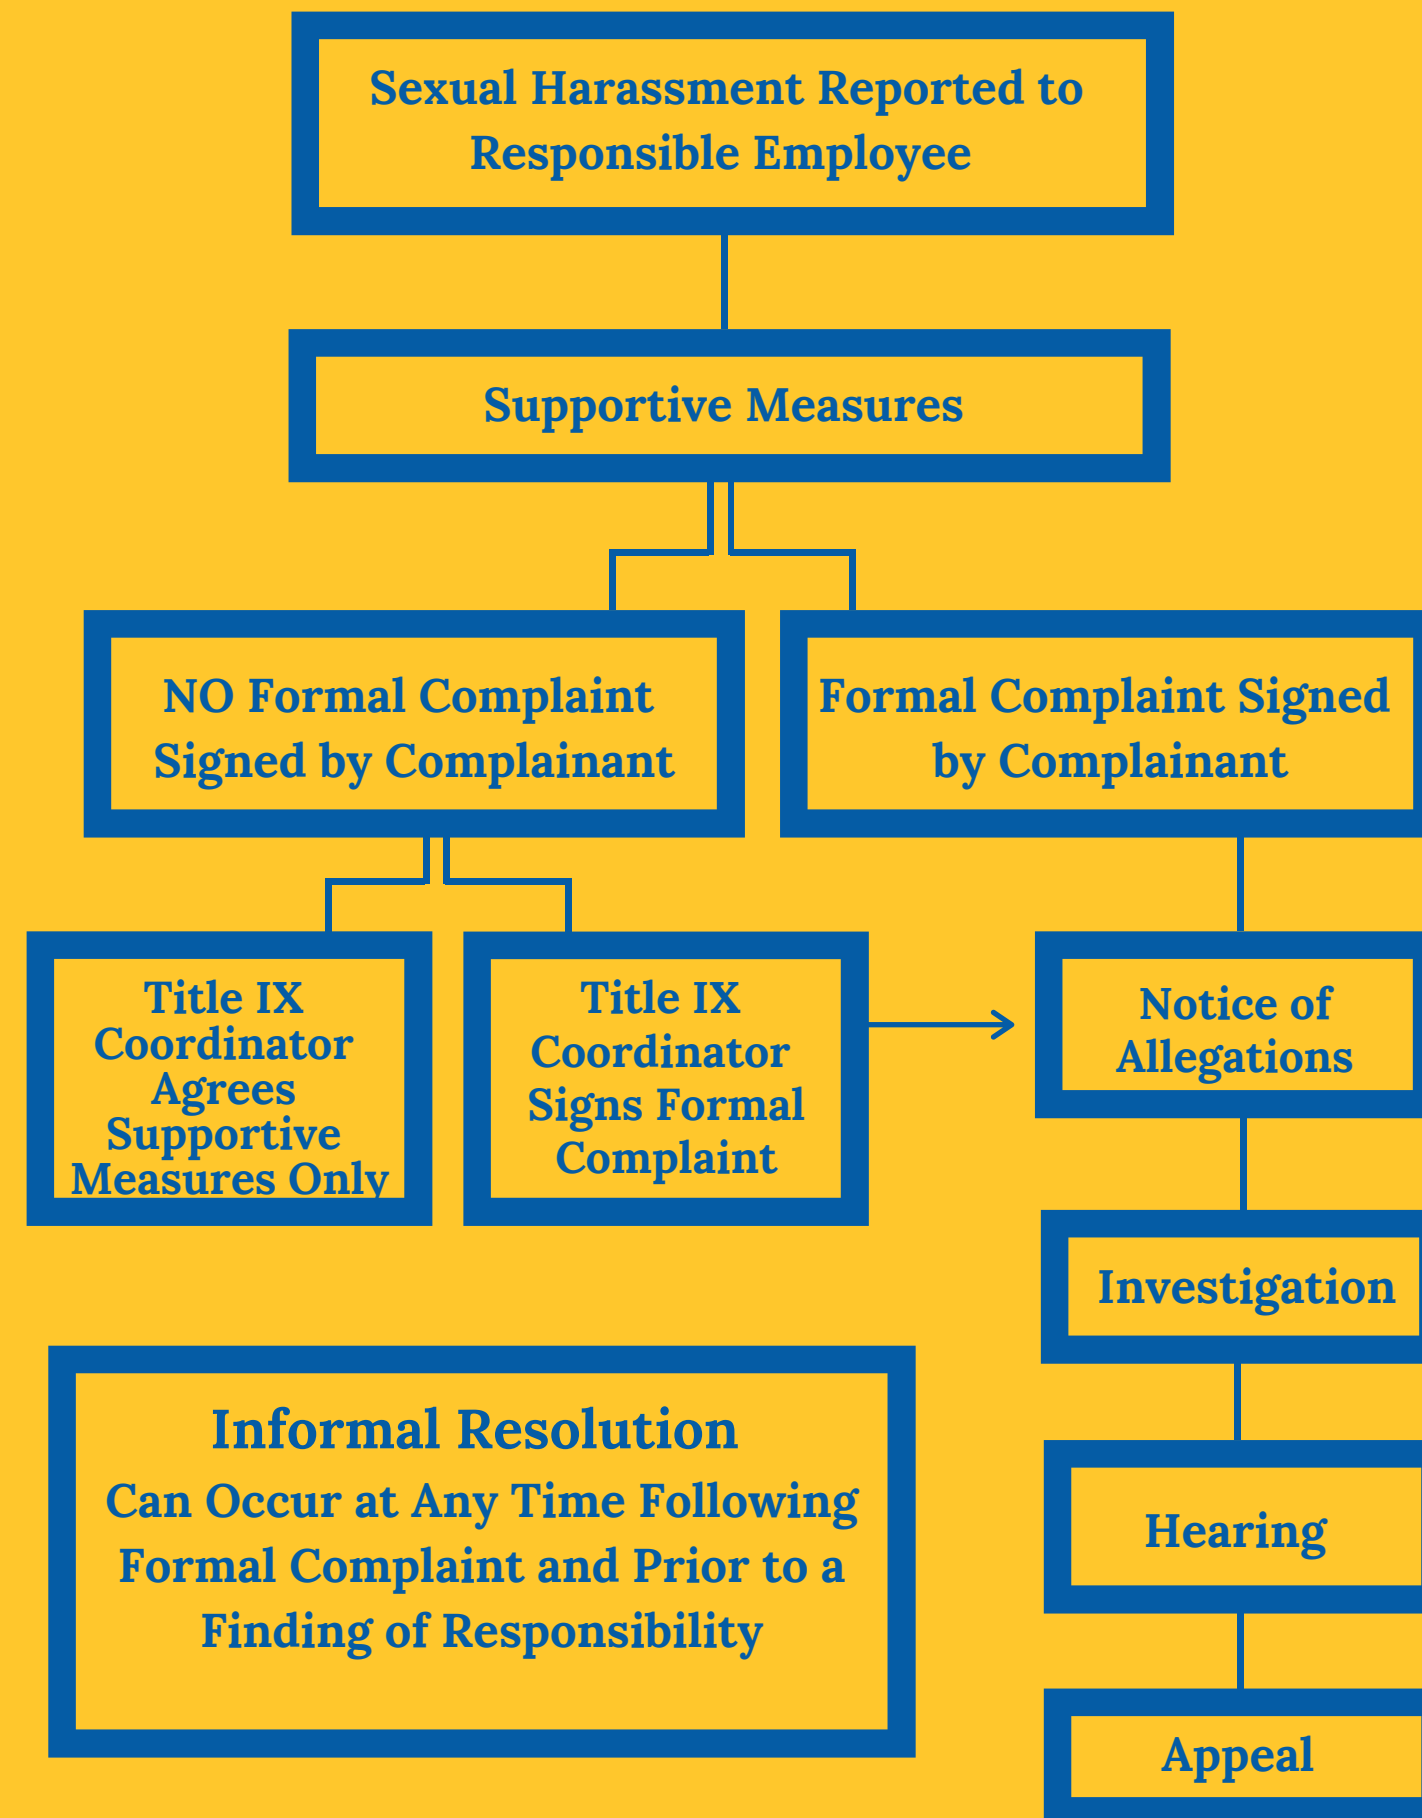 Sexual Harassment Reported to
Responsible Employee
Supportive Measures
NO Formal Complaint
Signed by Complainant
Formal Complaint Signed
by Complainant
Title IX
Coordinator
Agrees
Supportive
Measures Only
Title IX
Coordinator
Signs Formal
Complaint
Notice of
Allegations
Investigation
Informal Resolution
Can Occur at Any Time Following
Formal Complaint and Prior to a
Finding of Responsibility
Hearing
Appeal